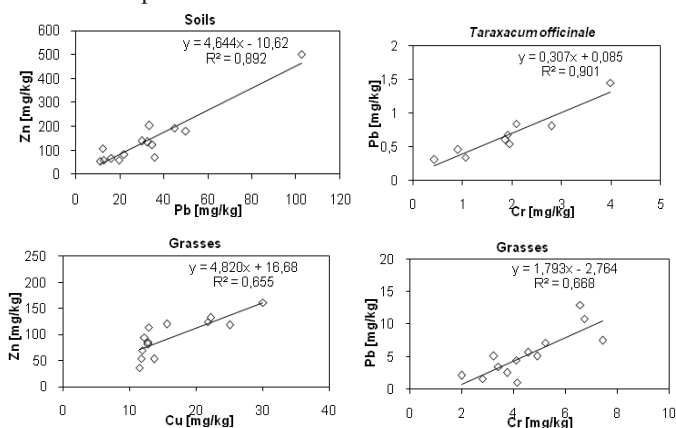 Soils
y = 4,644x - 10,62
R² = 0,892
Zn [mg/kg]
600
500
400
300
200
100
0
0 20 40 60 80 100 120
Pb [mg/kg]
Taraxacum officinale
y = 0,307x + 0,085
R² = 0,901
Pb [mg/kg]
2
1,5
1
0,5
0
0 1 2 3 4 5
Cr [mg/kg]
Grasses
y = 4,820x + 16,68
R² = 0,655
Zn [mg/kg]
250
200
150
100
50
0
0 10 20 30 40
Cu [mg/kg]
Grasses
y = 1,793x - 2,764
R² = 0,668
Pb [mg/kg]
20
15
10
5
0
0 2 4 6 8 10
Cr [mg/kg]